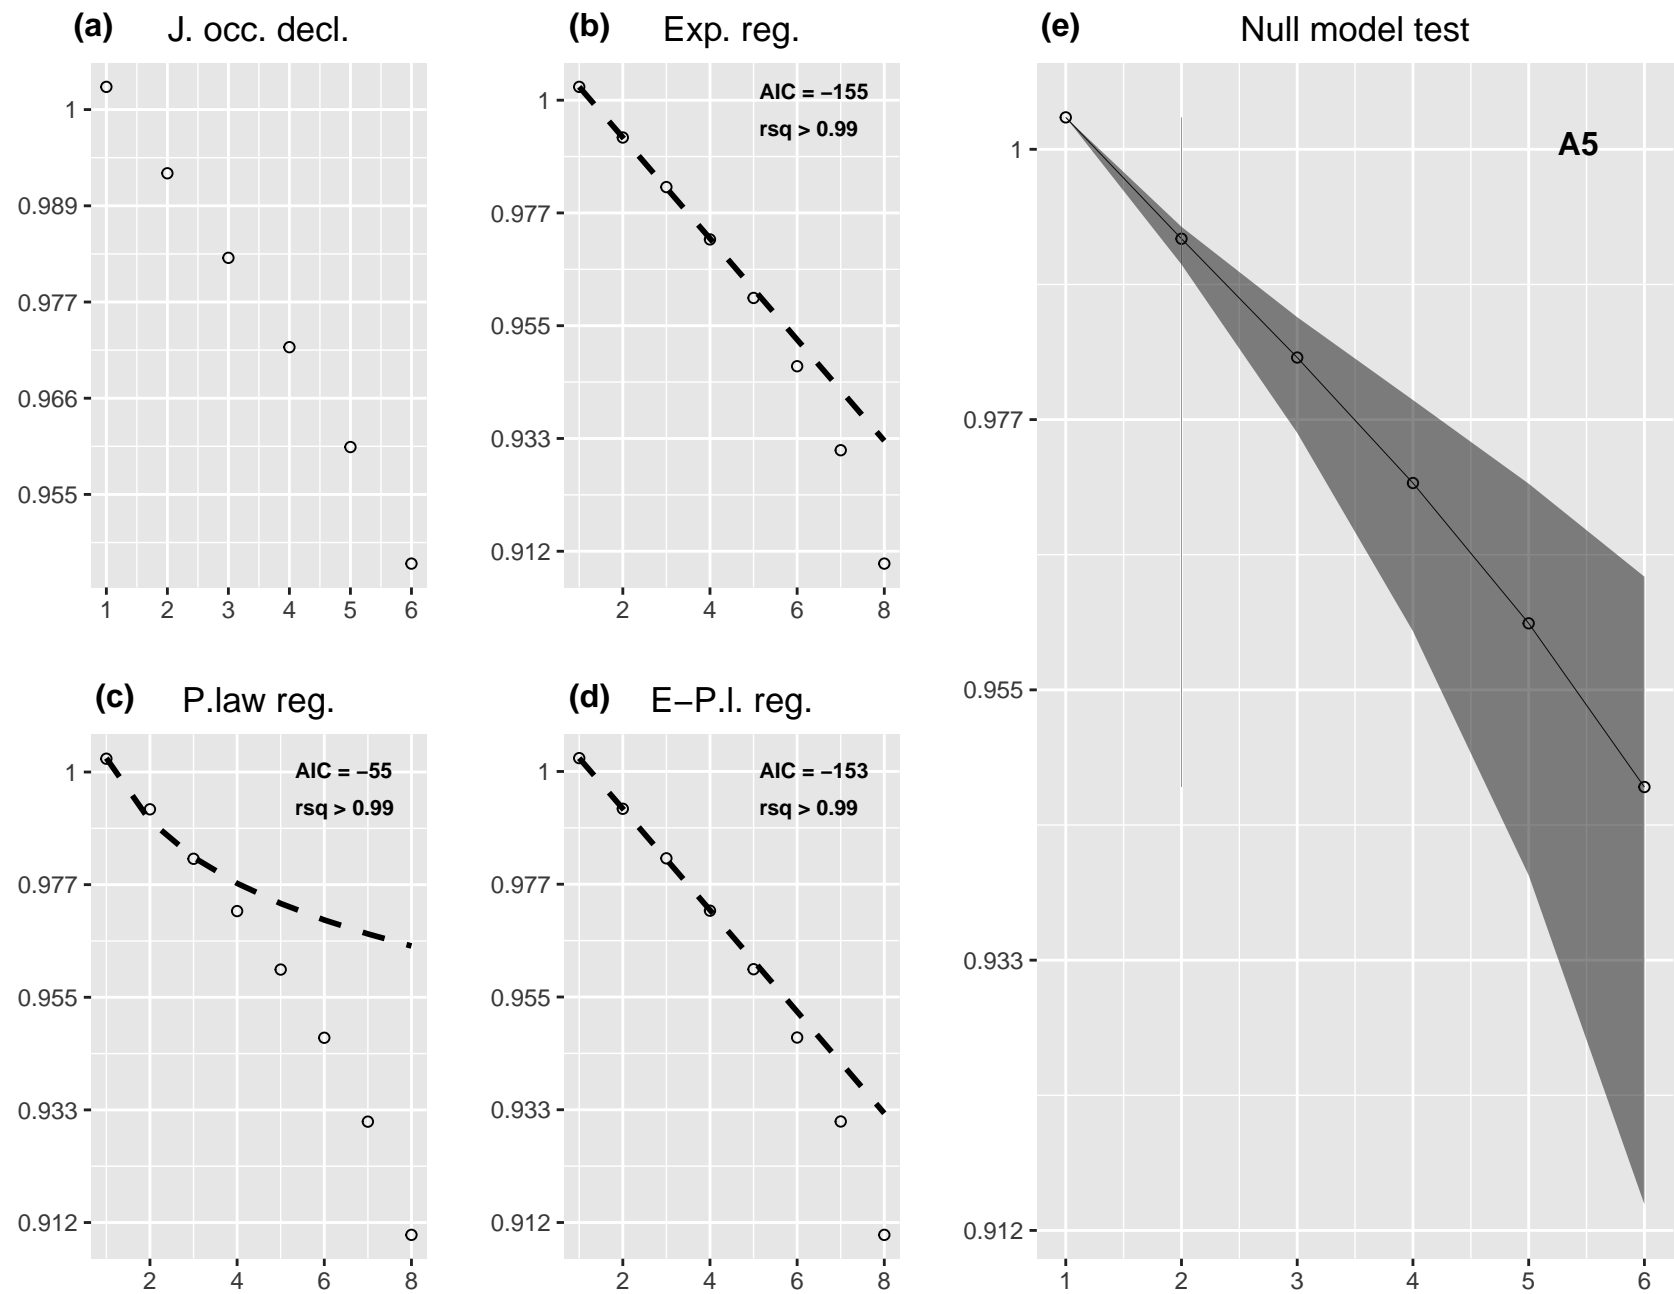 (a) J. occ. decl.
1
0.989
0.977
0.966
0.955
1 2 3 4 5 6
(b) Exp. reg.
AIC = −155
rsq > 0.99
1
0.977
0.955
0.933
0.912
2 4 6 8
(c) P.law reg.
AIC = −55
rsq > 0.99
1
0.977
0.955
0.933
0.912
2 4 6 8
(d) E−P.l. reg.
AIC = −153
rsq > 0.99
1
0.977
0.955
0.933
0.912
2 4 6 8
(e) Null model test
A5
1
0.977
0.955
0.933
0.912
1 2 3 4 5 6